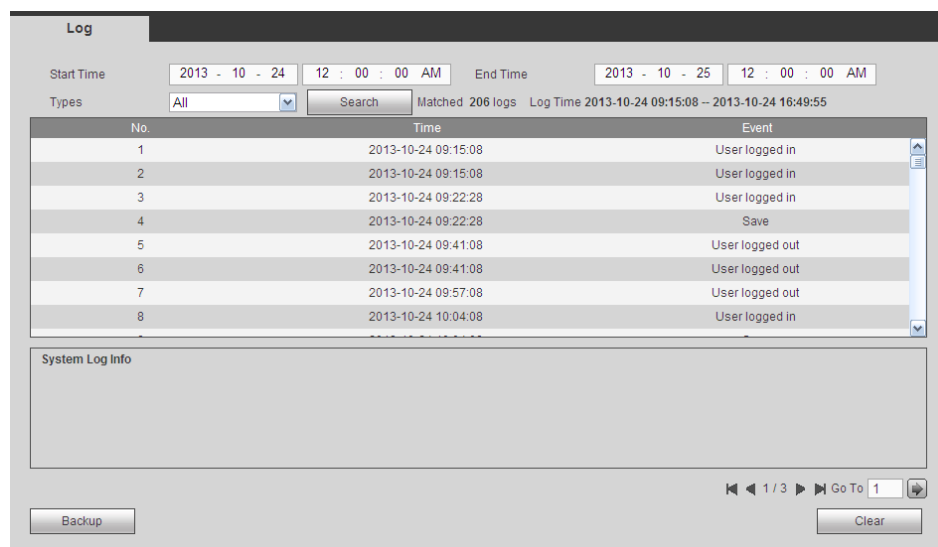 Log
Start Time 2013 - 10 - 24 12 : 00 : 00 AM End Time 2013 - 10 - 25 12 : 00 : 00 AM
Types All Search Matched 206 logs Log Time 2013-10-24 09:15:08 -- 2013-10-24 16:49:55
No. Time Event
1 2013-10-24 09:15:08 User logged in
2 2013-10-24 09:15:08 User logged in
3 2013-10-24 09:22:28 User logged in
4 2013-10-24 09:22:28 Save
5 2013-10-24 09:41:08 User logged out
6 2013-10-24 09:41:08 User logged out
7 2013-10-24 09:57:08 User logged out
8 2013-10-24 10:04:08 User logged in
System Log Info
1 / 3 Go To 1
Backup Clear